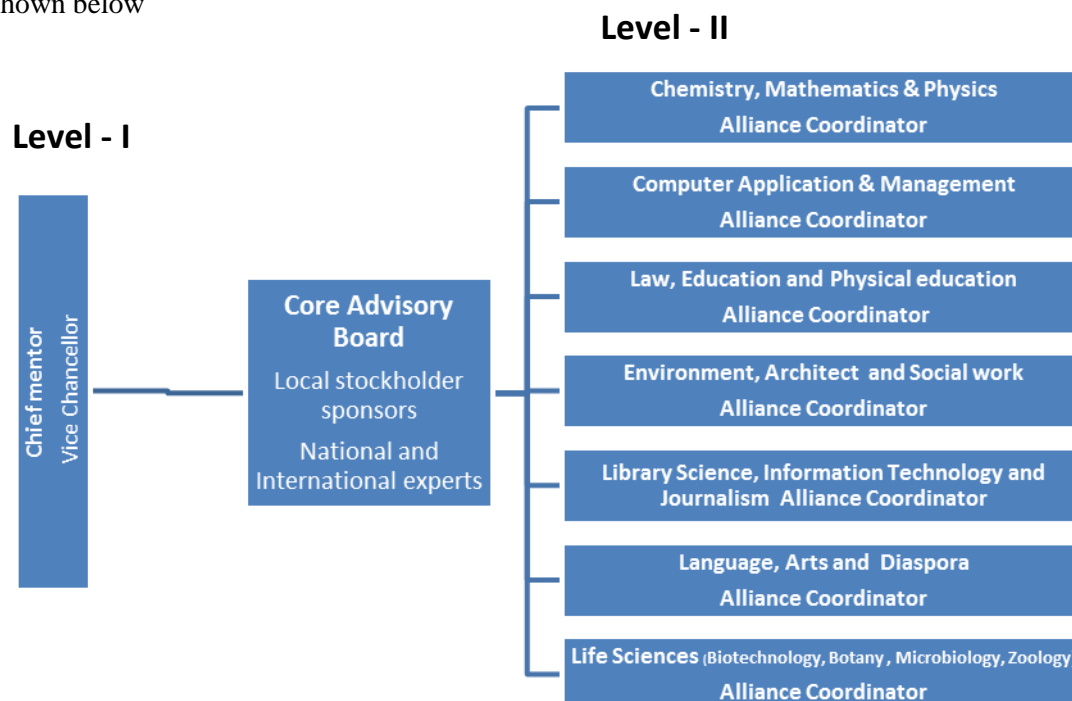 shown below
Level - II
Level - I
Chief mentor
Vice Chancellor
Core Advisory
Board
Local stockholder
sponsors
National and
International experts
Chemistry, Mathematics & Physics
Alliance Coordinator
Computer Application & Management
Alliance Coordinator
Law, Education and Physical education
Alliance Coordinator
Environment, Architect and Social work
Alliance Coordinator
Library Science, Information Technology and
Journalism Alliance Coordinator
Language, Arts and Diaspora
Alliance Coordinator
Life Sciences (Biotechnology, Botany, Microbiology, Zoology)
Alliance Coordinator